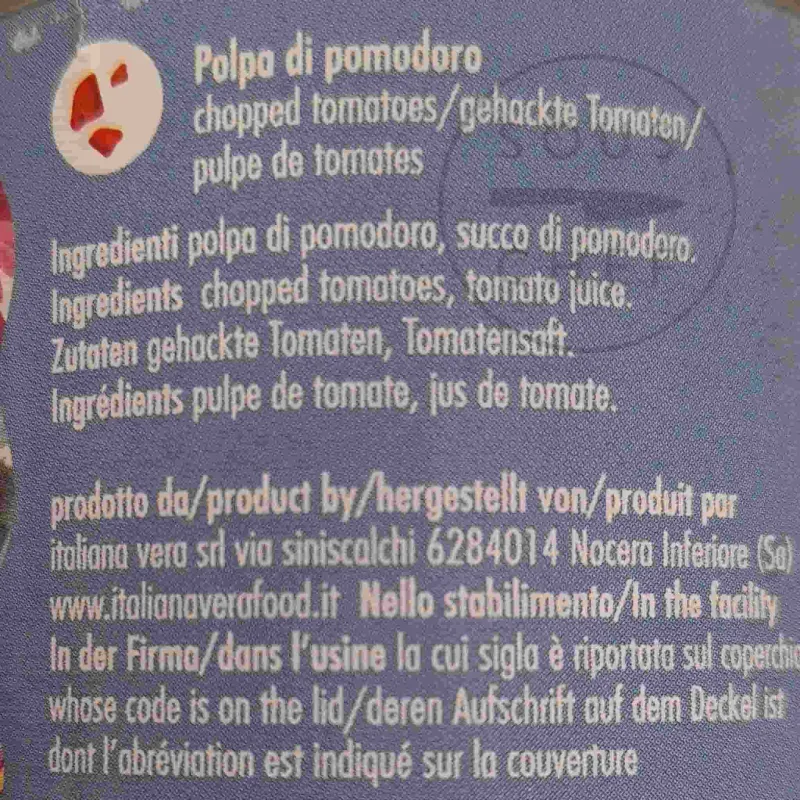 Polpa di pomodoro
chopped tomatoes/gehackte Tomaten/
pulpe de tomates
SOUS
CHEF
Ingredienti polpa di pomodoro, succo di pomodoro.
Ingredients chopped tomatoes, tomato juice.
Zutaten gehackte Tomaten, Tomatensaft.
Ingrédients pulpe de tomate, jus de tomate.
prodotto da/product by/hergestellt von/produit par
italiana vera srl via siniscalchi 6284014 Nocera Inferiore (Sa)
www.italianaverafood.it Nello stabilimento/In the facility
In der Firma/dans l'usine la cui sigla è riportata sul coperchio
whose code is on the lid/deren Aufschrift auf dem Deckel ist
dont l'abréviation est indiqué sur la couverture